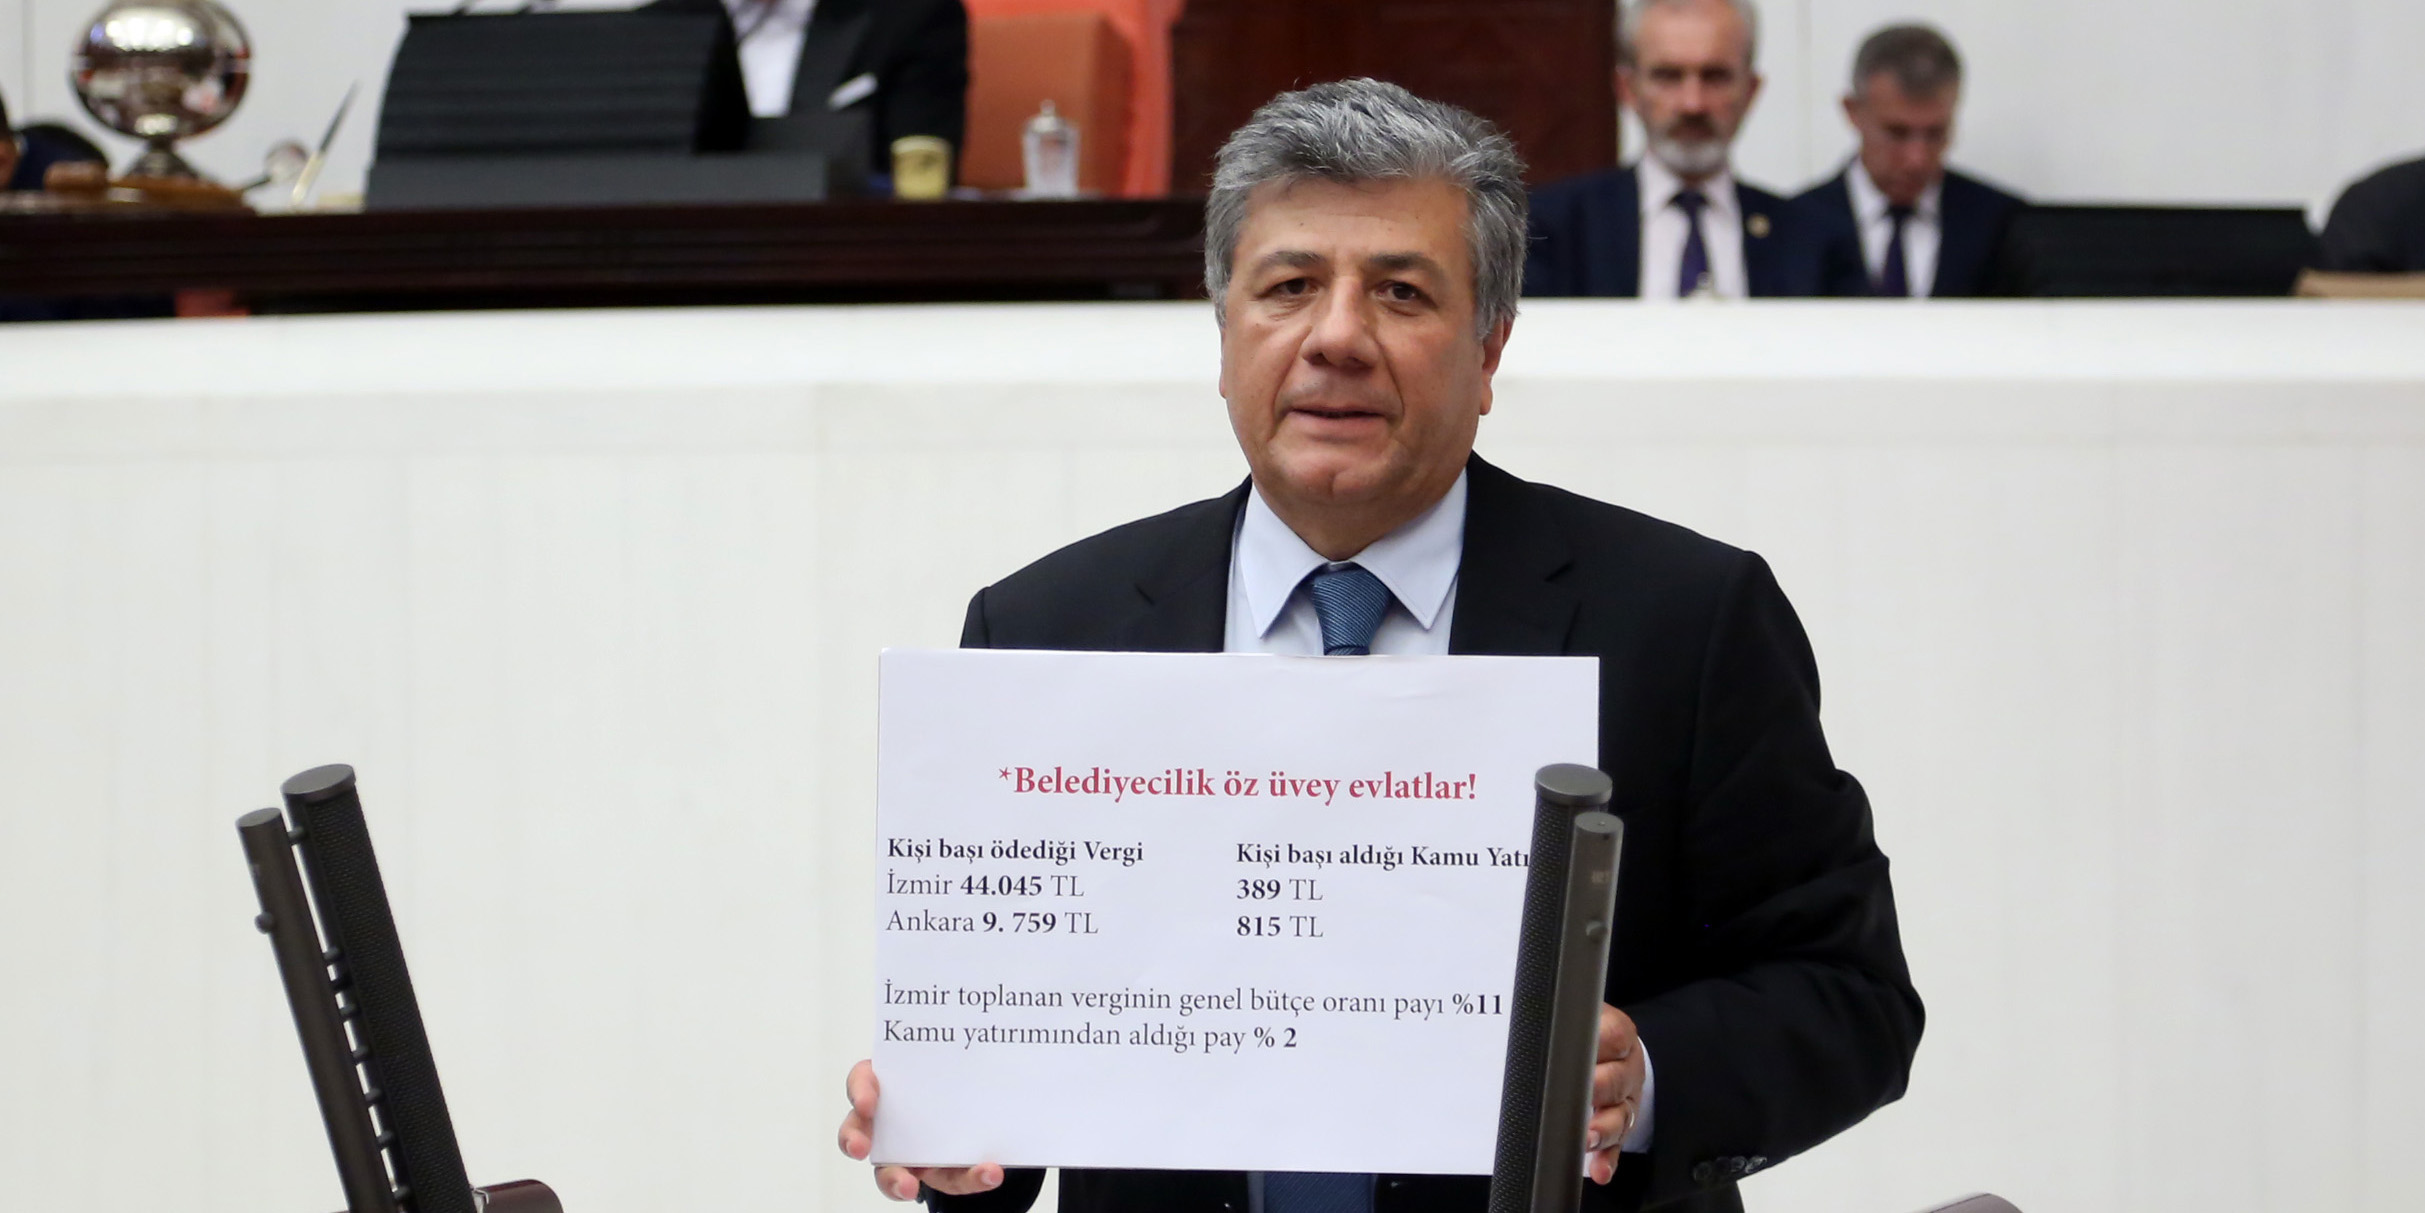 *Belediyecilik öz üvey evlatlar!
Kişi başı ödediği Vergi
İzmir 44.045 TL
Ankara 9. 759 TL
Kişi başı aldığı Kamu
389 TL
815 TL
İzmir toplanan verginin genel bütçe oranı payı %11
Kamu yatırımından aldığı pay % 2